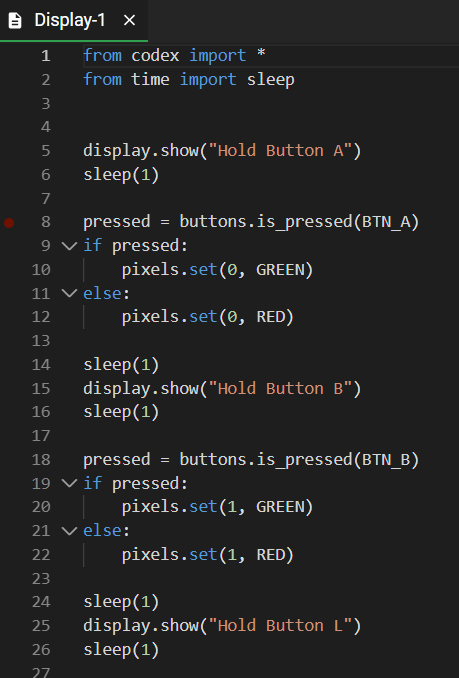 Display-1 ×
1 from codex import *
2 from time import sleep
3
4
5 display.show("Hold Button A")
6 sleep(1)
7
8 pressed = buttons.is_pressed(BTN_A)
9 if pressed:
10     pixels.set(0, GREEN)
11 else:
12     pixels.set(0, RED)
13
14 sleep(1)
15 display.show("Hold Button B")
16 sleep(1)
17
18 pressed = buttons.is_pressed(BTN_B)
19 if pressed:
20     pixels.set(1, GREEN)
21 else:
22     pixels.set(1, RED)
23
24 sleep(1)
25 display.show("Hold Button L")
26 sleep(1)
27